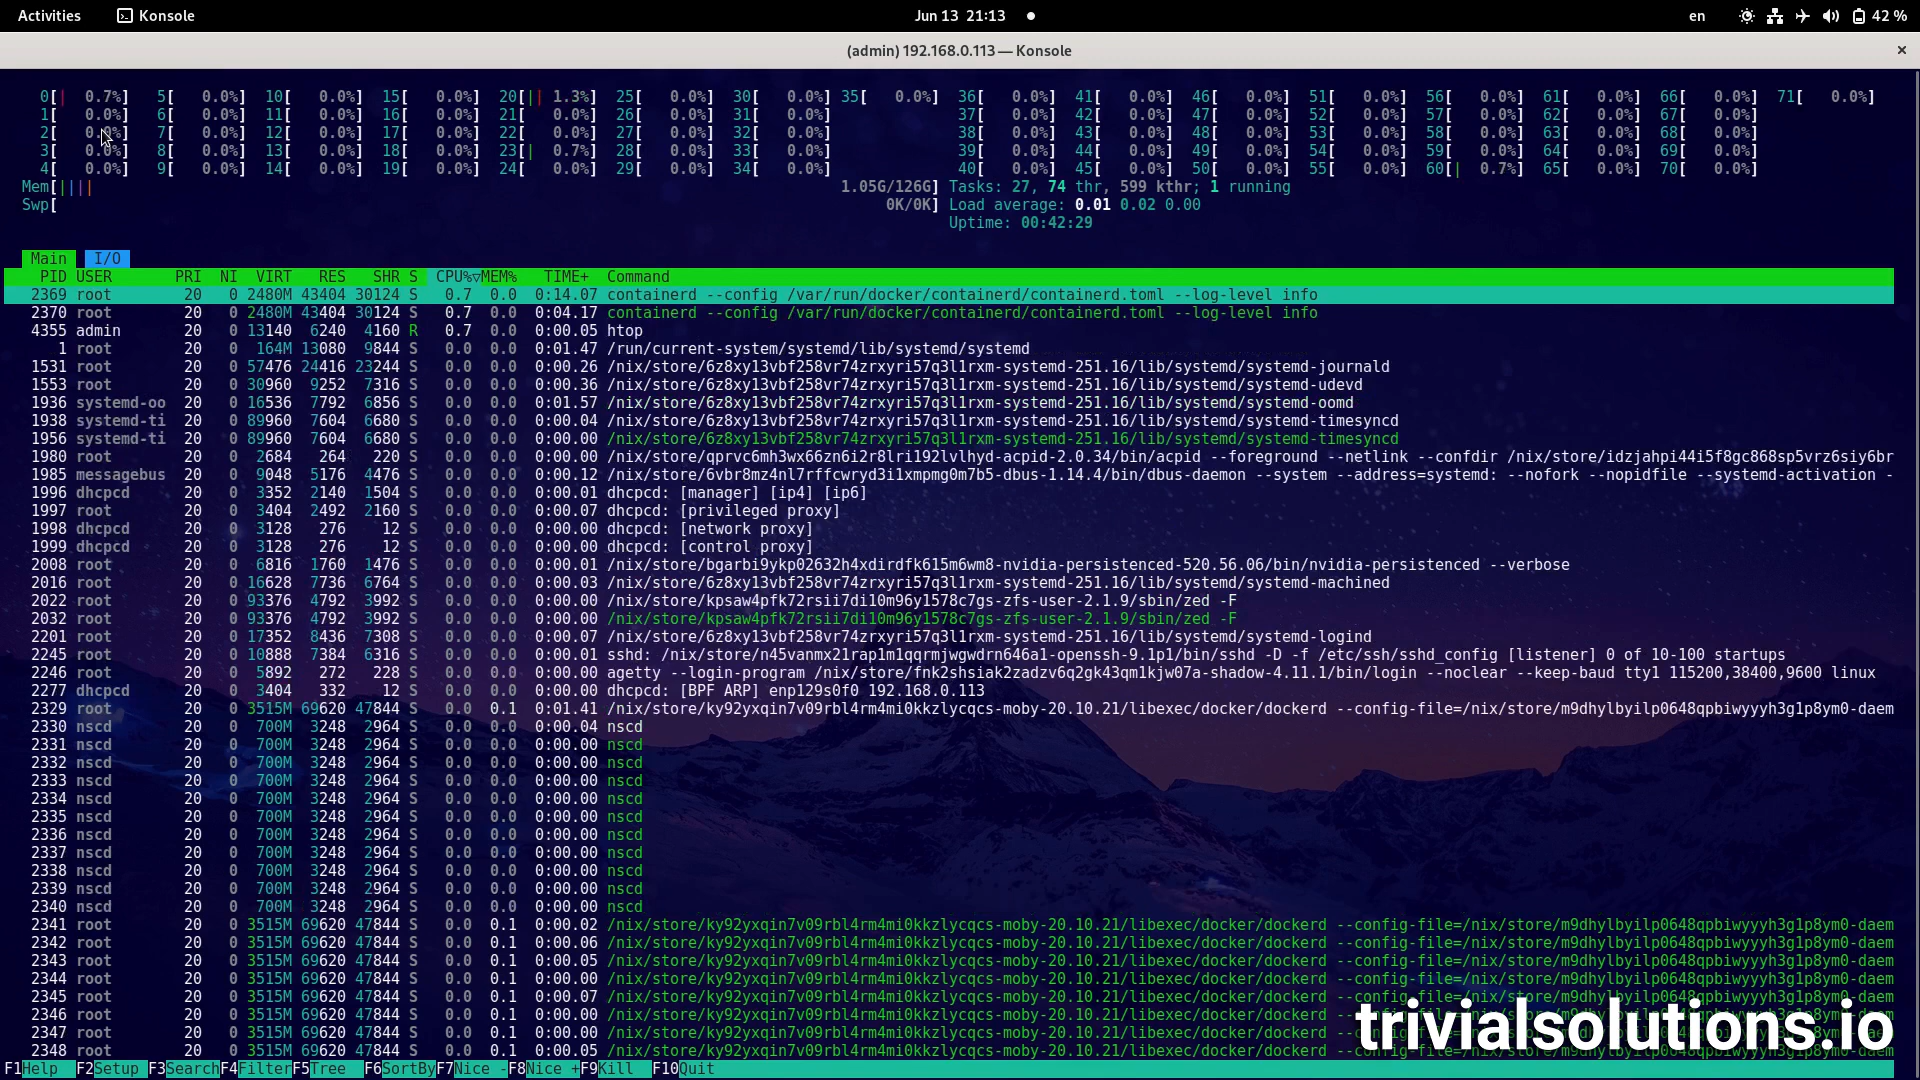 Activities Konsole Jun 13 21:13 en 42 %
(admin) 192.168.0.113 — Konsole ×
0[| 0.7%] 5[ 0.0%] 10[ 0.0%] 15[ 0.0%] 20[|| 1.3%] 25[ 0.0%] 30[ 0.0%] 35[ 0.0%] 36[ 0.0%] 41[ 0.0%] 46[ 0.0%] 51[ 0.0%] 56[ 0.0%] 61[ 0.0%] 66[ 0.0%] 71[ 0.0%]
1[ 0.0%] 6[ 0.0%] 11[ 0.0%] 16[ 0.0%] 21[ 0.0%] 26[ 0.0%] 31[ 0.0%] 37[ 0.0%] 42[ 0.0%] 47[ 0.0%] 52[ 0.0%] 57[ 0.0%] 62[ 0.0%] 67[ 0.0%]
2[ 0.0%] 7[ 0.0%] 12[ 0.0%] 17[ 0.0%] 22[ 0.0%] 27[ 0.0%] 32[ 0.0%] 38[ 0.0%] 43[ 0.0%] 48[ 0.0%] 53[ 0.0%] 58[ 0.0%] 63[ 0.0%] 68[ 0.0%]
3[ 0.0%] 8[ 0.0%] 13[ 0.0%] 18[ 0.0%] 23[| 0.7%] 28[ 0.0%] 33[ 0.0%] 39[ 0.0%] 44[ 0.0%] 49[ 0.0%] 54[ 0.0%] 59[ 0.0%] 64[ 0.0%] 69[ 0.0%]
4[ 0.0%] 9[ 0.0%] 14[ 0.0%] 19[ 0.0%] 24[ 0.0%] 29[ 0.0%] 34[ 0.0%] 40[ 0.0%] 45[ 0.0%] 50[ 0.0%] 55[ 0.0%] 60[| 0.7%] 65[ 0.0%] 70[ 0.0%]
Mem[|||| 1.05G/126G] Tasks: 27, 74 thr, 599 kthr; 1 running
Swp[ 0K/0K] Load average: 0.01 0.02 0.00
Uptime: 00:42:29
Main I/O
PID USER PRI NI VIRT RES SHR S CPU%▽MEM% TIME+ Command
2369 root 20 0 2480M 43404 30124 S 0.7 0.0 0:14.07 containerd --config /var/run/docker/containerd/containerd.toml --log-level info
2370 root 20 0 2480M 43404 30124 S 0.7 0.0 0:04.17 containerd --config /var/run/docker/containerd/containerd.toml --log-level info
4355 admin 20 0 13140 6240 4160 R 0.7 0.0 0:00.05 htop
1 root 20 0 164M 13080 9844 S 0.0 0.0 0:01.47 /run/current-system/systemd/lib/systemd/systemd
1531 root 20 0 57476 24416 23244 S 0.0 0.0 0:00.26 /nix/store/6z8xy13vbf258vr74zrxyri57q3l1rxm-systemd-251.16/lib/systemd/systemd-journald
1553 root 20 0 30960 9252 7316 S 0.0 0.0 0:00.36 /nix/store/6z8xy13vbf258vr74zrxyri57q3l1rxm-systemd-251.16/lib/systemd/systemd-udevd
1936 systemd-oo 20 0 16536 7792 6856 S 0.0 0.0 0:01.57 /nix/store/6z8xy13vbf258vr74zrxyri57q3l1rxm-systemd-251.16/lib/systemd/systemd-oomd
1938 systemd-ti 20 0 89960 7604 6680 S 0.0 0.0 0:00.04 /nix/store/6z8xy13vbf258vr74zrxyri57q3l1rxm-systemd-251.16/lib/systemd/systemd-timesyncd
1956 systemd-ti 20 0 89960 7604 6680 S 0.0 0.0 0:00.00 /nix/store/6z8xy13vbf258vr74zrxyri57q3l1rxm-systemd-251.16/lib/systemd/systemd-timesyncd
1980 root 20 0 2684 264 220 S 0.0 0.0 0:00.00 /nix/store/qprvc6mh3wx66zn6i2r8lri192lvlhyd-acpid-2.0.34/bin/acpid --foreground --netlink --confdir /nix/store/idzjahpi44i5f8gc868sp5vrz6siy6br
1985 messagebus 20 0 9048 5176 4476 S 0.0 0.0 0:00.12 /nix/store/6vbr8mz4nl7rffcwryd3i1xmpmg0m7b5-dbus-1.14.4/bin/dbus-daemon --system --address=systemd: --nofork --nopidfile --systemd-activation -
1996 dhcpcd 20 0 3352 2140 1504 S 0.0 0.0 0:00.01 dhcpcd: [manager] [ip4] [ip6]
1997 root 20 0 3404 2492 2160 S 0.0 0.0 0:00.07 dhcpcd: [privileged proxy]
1998 dhcpcd 20 0 3128 276 12 S 0.0 0.0 0:00.00 dhcpcd: [network proxy]
1999 dhcpcd 20 0 3128 276 12 S 0.0 0.0 0:00.00 dhcpcd: [control proxy]
2008 root 20 0 6816 1760 1476 S 0.0 0.0 0:00.01 /nix/store/bgarbi9ykp02632h4xdirdfk615m6wm8-nvidia-persistenced-520.56.06/bin/nvidia-persistenced --verbose
2016 root 20 0 16628 7736 6764 S 0.0 0.0 0:00.03 /nix/store/6z8xy13vbf258vr74zrxyri57q3l1rxm-systemd-251.16/lib/systemd/systemd-machined
2022 root 20 0 93376 4792 3992 S 0.0 0.0 0:00.00 /nix/store/kpsaw4pfk72rsii7di10m96y1578c7gs-zfs-user-2.1.9/sbin/zed -F
2032 root 20 0 93376 4792 3992 S 0.0 0.0 0:00.00 /nix/store/kpsaw4pfk72rsii7di10m96y1578c7gs-zfs-user-2.1.9/sbin/zed -F
2201 root 20 0 17352 8436 7308 S 0.0 0.0 0:00.07 /nix/store/6z8xy13vbf258vr74zrxyri57q3l1rxm-systemd-251.16/lib/systemd/systemd-logind
2245 root 20 0 10888 7384 6316 S 0.0 0.0 0:00.01 sshd: /nix/store/n45vanmx21rap1m1qqrmjwgwdrn646a1-openssh-9.1p1/bin/sshd -D -f /etc/ssh/sshd_config [listener] 0 of 10-100 startups
2246 root 20 0 5892 272 228 S 0.0 0.0 0:00.00 agetty --login-program /nix/store/fnk2shsiak2zadzv6q2gk43qm1kjw07a-shadow-4.11.1/bin/login --noclear --keep-baud tty1 115200,38400,9600 linux
2277 dhcpcd 20 0 3404 332 12 S 0.0 0.0 0:00.00 dhcpcd: [BPF ARP] enp129s0f0 192.168.0.113
2329 root 20 0 3515M 69620 47844 S 0.0 0.1 0:01.41 /nix/store/ky92yxqin7v09rbl4rm4mi0kkzlycqcs-moby-20.10.21/libexec/docker/dockerd --config-file=/nix/store/m9dhylbyilp0648qpbiwyyyh3g1p8ym0-daem
2330 nscd 20 0 700M 3248 2964 S 0.0 0.0 0:00.04 nscd
2331 nscd 20 0 700M 3248 2964 S 0.0 0.0 0:00.00 nscd
2332 nscd 20 0 700M 3248 2964 S 0.0 0.0 0:00.00 nscd
2333 nscd 20 0 700M 3248 2964 S 0.0 0.0 0:00.00 nscd
2334 nscd 20 0 700M 3248 2964 S 0.0 0.0 0:00.00 nscd
2335 nscd 20 0 700M 3248 2964 S 0.0 0.0 0:00.00 nscd
2336 nscd 20 0 700M 3248 2964 S 0.0 0.0 0:00.00 nscd
2337 nscd 20 0 700M 3248 2964 S 0.0 0.0 0:00.00 nscd
2338 nscd 20 0 700M 3248 2964 S 0.0 0.0 0:00.00 nscd
2339 nscd 20 0 700M 3248 2964 S 0.0 0.0 0:00.00 nscd
2340 nscd 20 0 700M 3248 2964 S 0.0 0.0 0:00.00 nscd
2341 root 20 0 3515M 69620 47844 S 0.0 0.1 0:00.02 /nix/store/ky92yxqin7v09rbl4rm4mi0kkzlycqcs-moby-20.10.21/libexec/docker/dockerd --config-file=/nix/store/m9dhylbyilp0648qpbiwyyyh3g1p8ym0-daem
2342 root 20 0 3515M 69620 47844 S 0.0 0.1 0:00.06 /nix/store/ky92yxqin7v09rbl4rm4mi0kkzlycqcs-moby-20.10.21/libexec/docker/dockerd --config-file=/nix/store/m9dhylbyilp0648qpbiwyyyh3g1p8ym0-daem
2343 root 20 0 3515M 69620 47844 S 0.0 0.1 0:00.05 /nix/store/ky92yxqin7v09rbl4rm4mi0kkzlycqcs-moby-20.10.21/libexec/docker/dockerd --config-file=/nix/store/m9dhylbyilp0648qpbiwyyyh3g1p8ym0-daem
2344 root 20 0 3515M 69620 47844 S 0.0 0.1 0:00.00 /nix/store/ky92yxqin7v09rbl4rm4mi0kkzlycqcs-moby-20.10.21/libexec/docker/dockerd --config-file=/nix/store/m9dhylbyilp0648qpbiwyyyh3g1p8ym0-daem
2345 root 20 0 3515M 69620 47844 S 0.0 0.1 0:00.07 /nix/store/ky92yxqin7v09rbl4rm4mi0kkzlycqcs-moby-20.10.21/libexec/docker/dockerd --config-file=/nix/store/m9dhylbyilp0648qpbiwyyyh3g1p8ym0-daem
2346 root 20 0 3515M 69620 47844 S 0.0 0.1 0:00.00 /nix/store/ky92yxqin7v09rbl4rm4mi0kkzlycqcs-moby-20.10.21/libexec/docker/dockerd --config-file=/nix/store/m9dhylbyilp0648qpbiwyyyh3g1p8ym0-daem
2347 root 20 0 3515M 69620 47844 S 0.0 0.1 0:00.00 /nix/store/ky92yxqin7v09rbl4rm4mi0kkzlycqcs-moby-20.10.21/libexec/docker/dockerd --config-file=/nix/store/m9dhylbyilp0648qpbiwyyyh3g1p8ym0-daem
2348 root 20 0 3515M 69620 47844 S 0.0 0.1 0:00.05 /nix/store/ky92yxqin7v09rbl4rm4mi0kkzlycqcs-moby-20.10.21/libexec/docker/dockerd --config-file=/nix/store/m9dhylbyilp0648qpbiwyyyh3g1p8ym0-daem
trivialsolutions.io
F1Help F2Setup F3SearchF4FilterF5Tree F6SortByF7Nice -F8Nice +F9Kill F10Quit